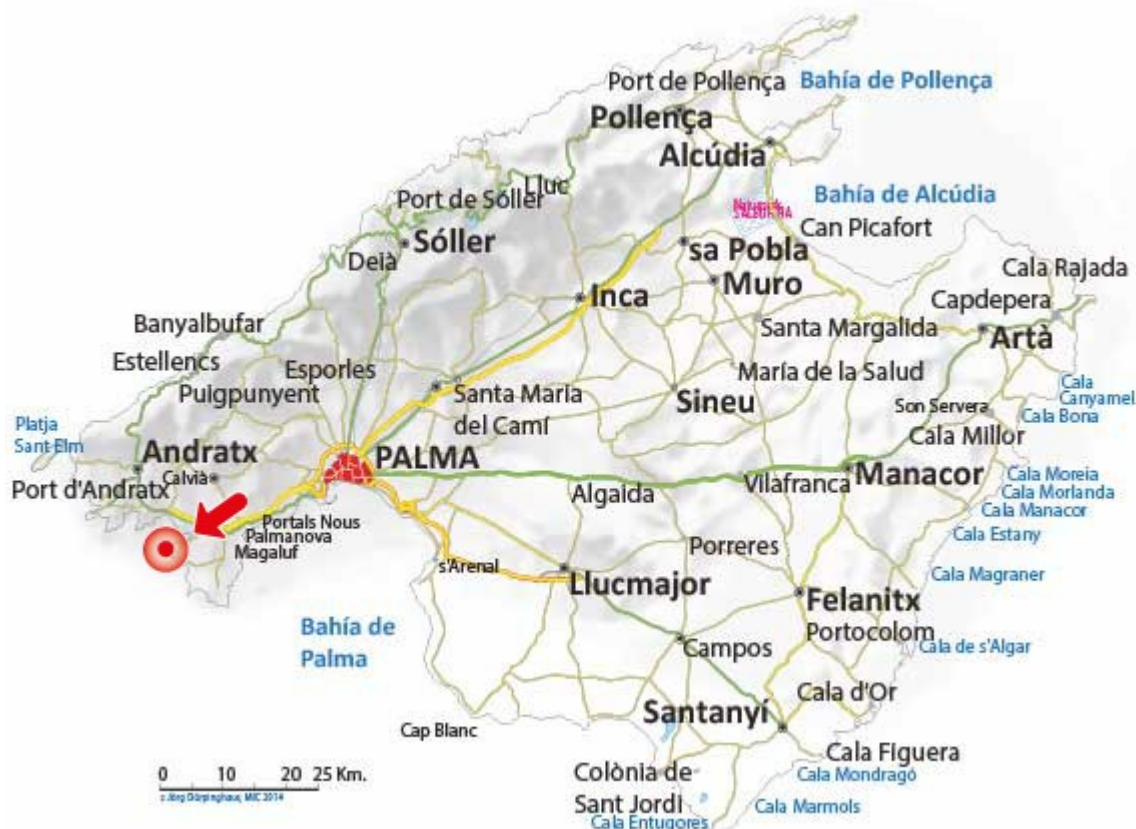 Port de Pollença
Bahía de Pollença
Pollença
Alcúdia
Lluc
Port de Sóller
Bahía de Alcúdia
Can Picafort
Sóller
sa Pobla
Deià
Cala Rajada
Muro
Inca
Capdepera
Banyalbufar
Santa Margalida
Artà
Estellencs
Esporles
María de la Salud
Puigpunyent
Santa Maria
del Camí
Sineu
Cala
Canyamel
Son Servera
Cala Bona
Platja
Sant Elm
Cala Millor
Andratx
PALMA
Calvià
Manacor
Cala Moreia
Port d'Andratx
Algaida
Vilafranca
Cala Morlanda
Cala Manacor
Portals Nous
Palmanova
Magaluf
Cala Estany
Porreres
s'Arenal
Llucmajor
Cala Magraner
Felanitx
Portocolom
Bahía de
Palma
Campos
Cala de s'Algar
Cala d'Or
Santanyí
Cap Blanc
Cala Figuera
0 10 20 25 Km.
Colònia de
Sant Jordi
Cala Mondragó
c Jörg Dörpinghaus, MIC 2014
Cala Marmols
Cala Entugores